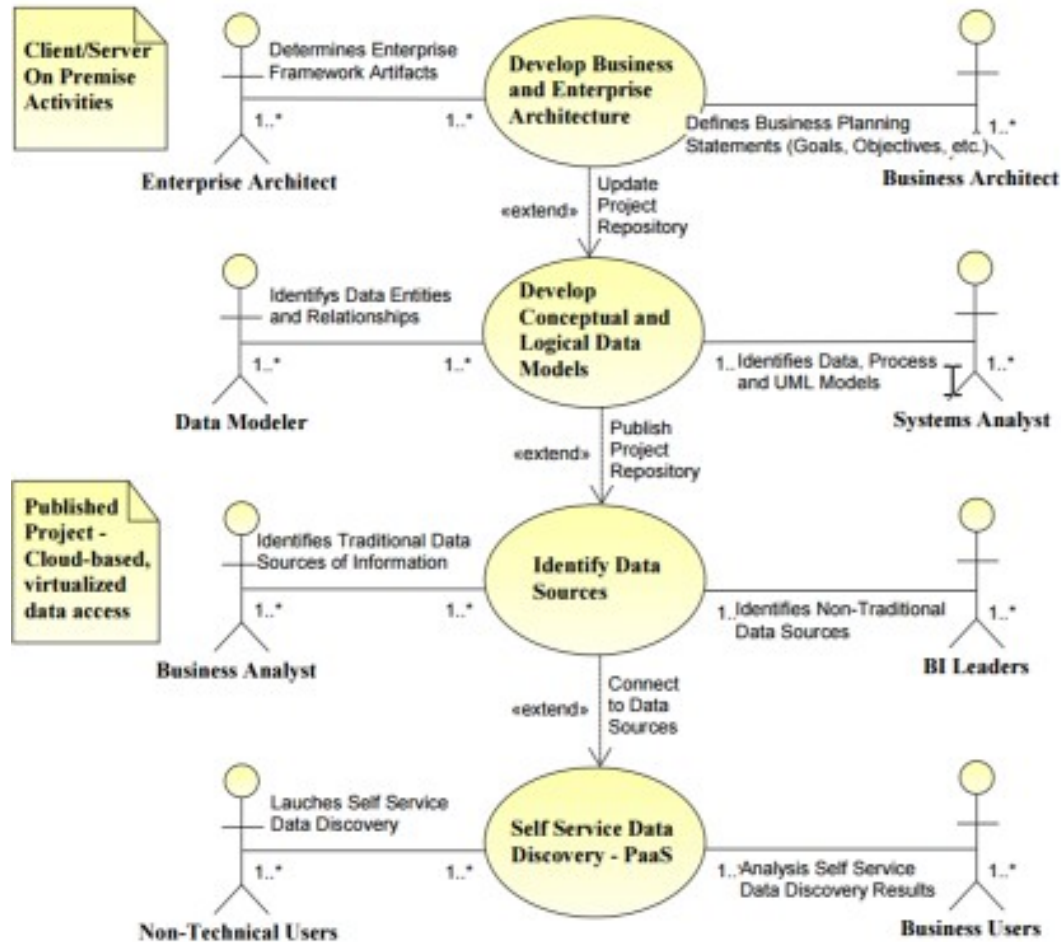 Client/Server
On Premise
Activities
Determines Enterprise
Framework Artifacts
1..*
1..*
Enterprise Architect
Develop Business
and Enterprise
Architecture
Defines Business Planning
Statements (Goals, Objectives, etc.)
1..*
Business Architect
«extend»
Update
Project
Repository
Identifys Data Entities
and Relationships
1..*
1..*
Data Modeler
Develop
Conceptual and
Logical Data
Models
1..
Identifies Data, Process
and UML Models
1..*
Systems Analyst
«extend»
Publish
Project
Repository
Published
Project -
Cloud-based,
virtualized
data access
Identifies Traditional Data
Sources of Information
1..*
1..*
Business Analyst
Identify Data
Sources
1..
Identifies Non-Traditional
Data Sources
1..*
BI Leaders
«extend»
Connect
to Data
Sources
Lauches Self Service
Data Discovery
1..*
1..*
Non-Technical Users
Self Service Data
Discovery - PaaS
1..
Analysis Self Service
Data Discovery Results
1..*
Business Users